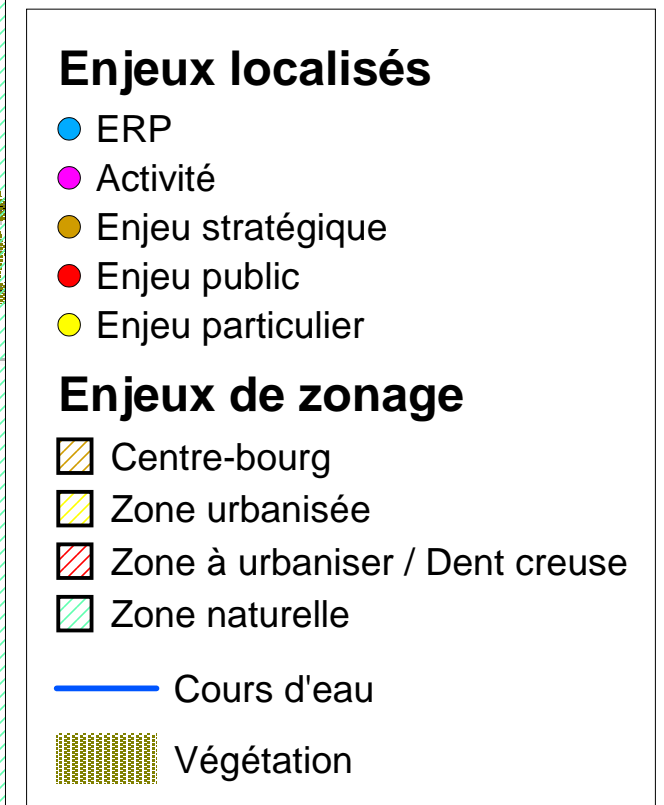 Enjeux localisés
ERP
Activité
Enjeu stratégique
Enjeu public
Enjeu particulier
Enjeux de zonage
Centre-bourg
Zone urbanisée
Zone à urbaniser / Dent creuse
Zone naturelle
Cours d'eau
Végétation